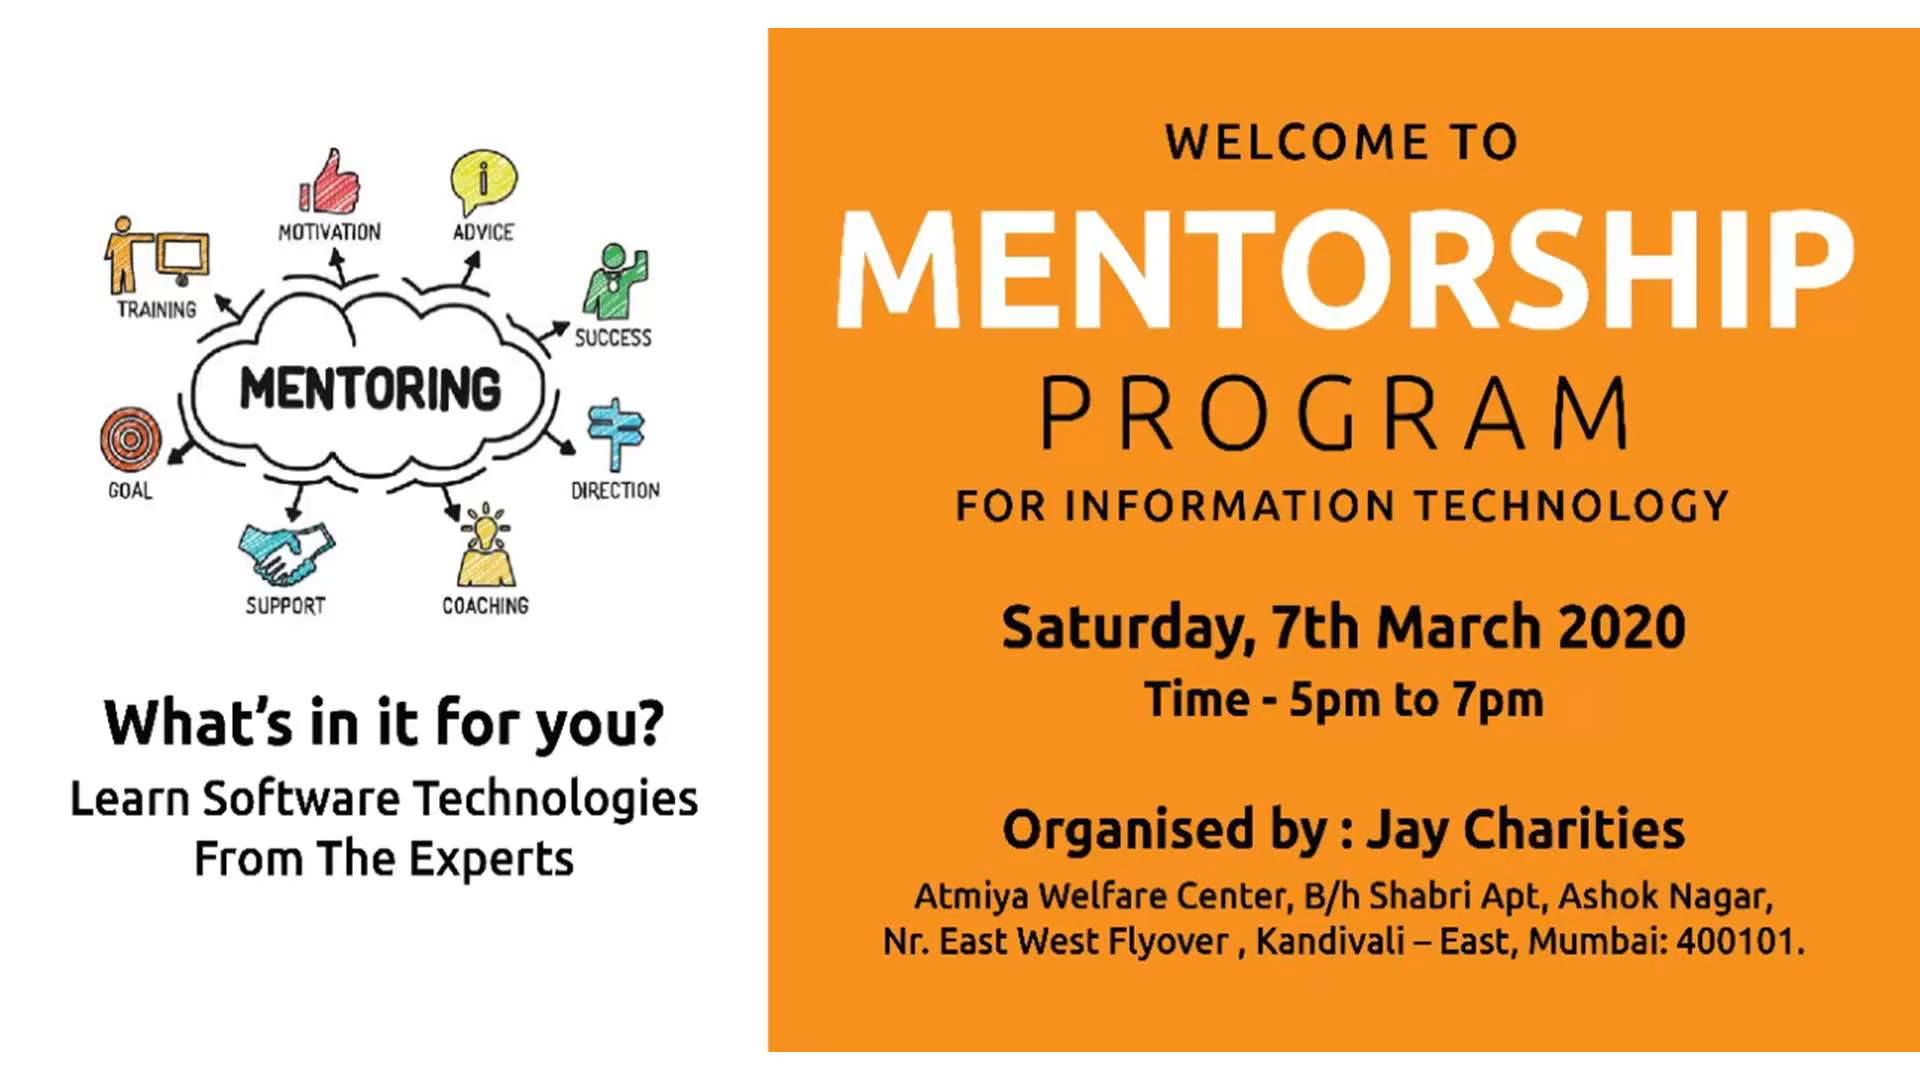 MOTIVATION
ADVICE
TRAINING
SUCCESS
MENTORING
GOAL
DIRECTION
SUPPORT
COACHING
What's in it for you?
Learn Software Technologies
From The Experts
WELCOME TO
MENTORSHIP
PROGRAM
FOR INFORMATION TECHNOLOGY
Saturday, 7th March 2020
Time - 5pm to 7pm
Organised by : Jay Charities
Atmiya Welfare Center, B/h Shabri Apt, Ashok Nagar,
Nr. East West Flyover , Kandivali – East, Mumbai: 400101.